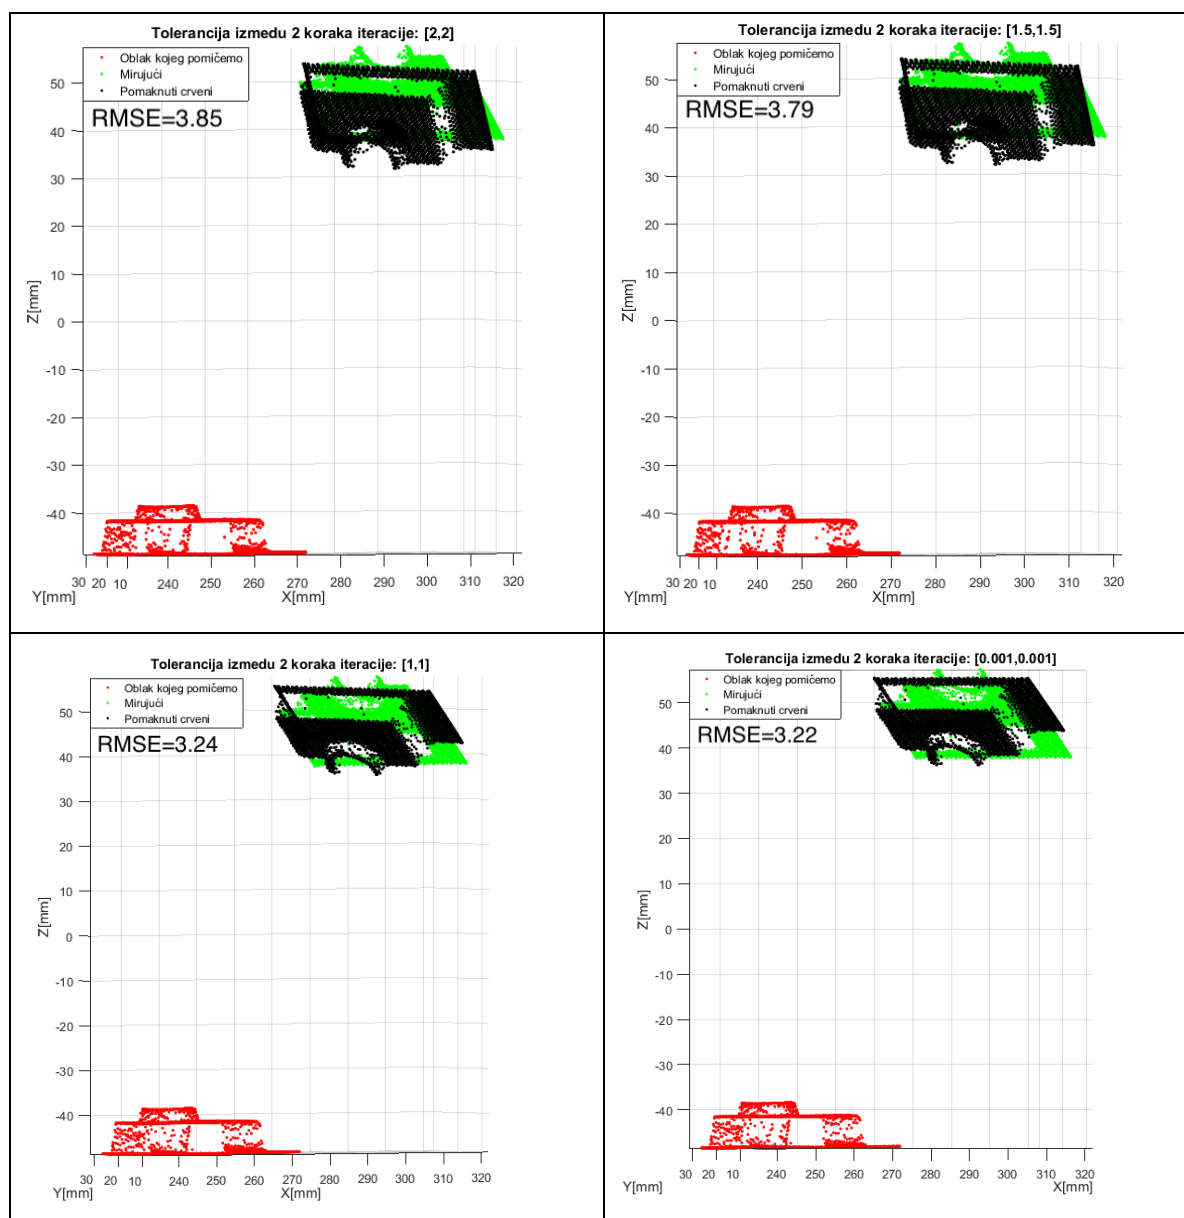 Tolerancija izmedu 2 koraka iteracije: [2,2]
Oblak kojeg pomičemo
Mirujući
Pomaknuti crveni
RMSE=3.85
50
40
30
20
10
0
-10
-20
-30
-40
Z[mm]
30 20 10 240 250 260 270 280 290 300 310 320
Y[mm] X[mm]
Tolerancija izmedu 2 koraka iteracije: [1.5,1.5]
Oblak kojeg pomičemo
Mirujući
Pomaknuti crveni
RMSE=3.79
50
40
30
20
10
0
-10
-20
-30
-40
Z[mm]
30 20 10 240 250 260 270 280 290 300 310 320
Y[mm] X[mm]
Tolerancija izmedu 2 koraka iteracije: [1,1]
Oblak kojeg pomičemo
Mirujući
Pomaknuti crveni
RMSE=3.24
50
40
30
20
10
0
-10
-20
-30
-40
Z[mm]
30 20 10 240 250 260 270 280 290 300 310 320
Y[mm] X[mm]
Tolerancija izmedu 2 koraka iteracije: [0.001,0.001]
Oblak kojeg pomičemo
Mirujući
Pomaknuti crveni
RMSE=3.22
50
40
30
20
10
0
-10
-20
-30
-40
Z[mm]
30 20 10 240 250 260 270 280 290 300 310 320
Y[mm] X[mm]